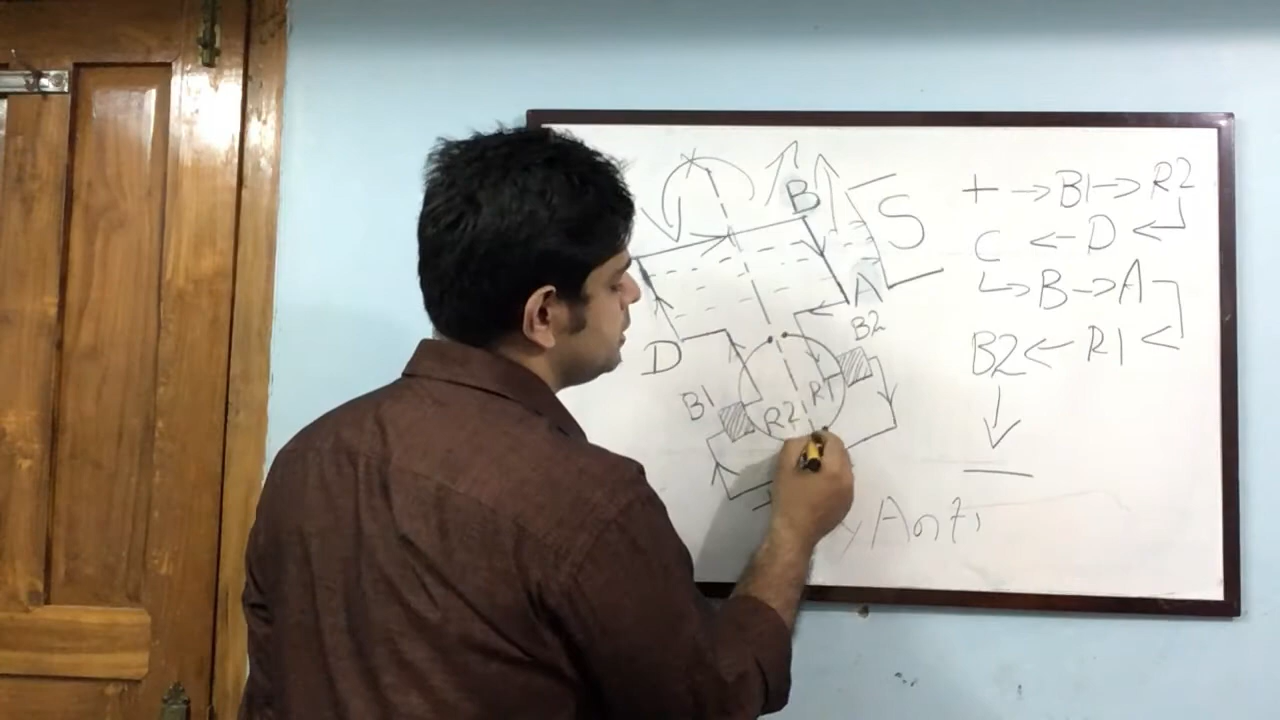 B
S
A
B2
D
B1
R1
R2
+ → B1 → R2
C ← D ←
↳ B → A
B2 ← R1 ←
↓
—
Anti